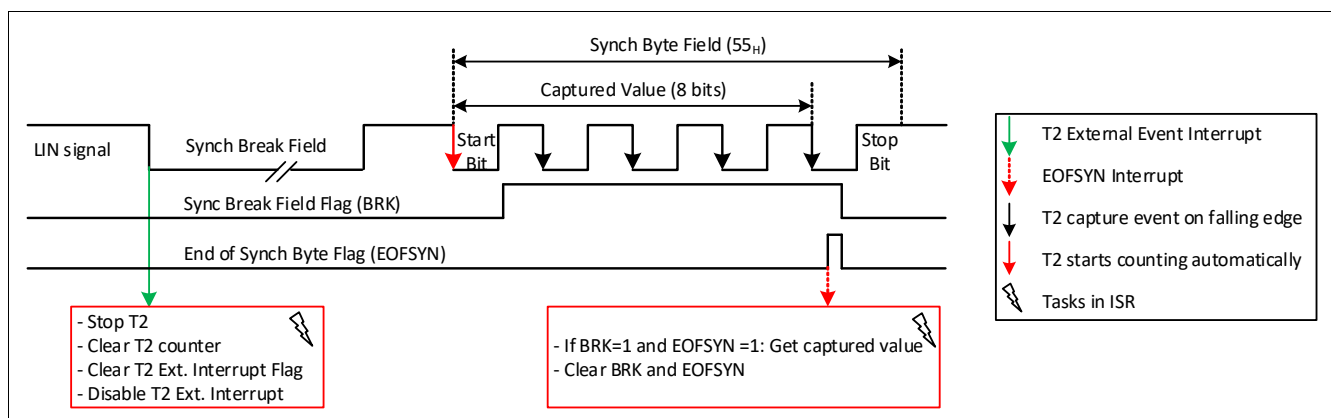 Synch Byte Field (55H)
Captured Value (8 bits)
LIN signal
Synch Break Field
Start
Bit
Stop
Bit
Sync Break Field Flag (BRK)
End of Synch Byte Flag (EOFSYN)
- Stop T2
- Clear T2 counter
- Clear T2 Ext. Interrupt Flag
- Disable T2 Ext. Interrupt
- If BRK=1 and EOFSYN =1: Get captured value
- Clear BRK and EOFSYN
T2 External Event Interrupt
EOFSYN Interrupt
T2 capture event on falling edge
T2 starts counting automatically
Tasks in ISR